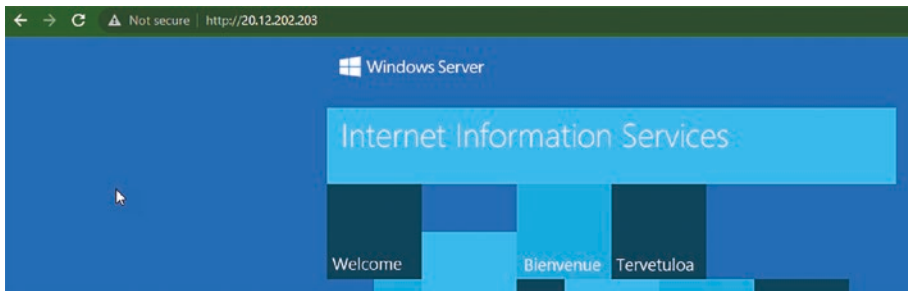 Not secure | http://20.12.202.203
Windows Server
Internet Information Services
Welcome Bienvenue Tervetuloa